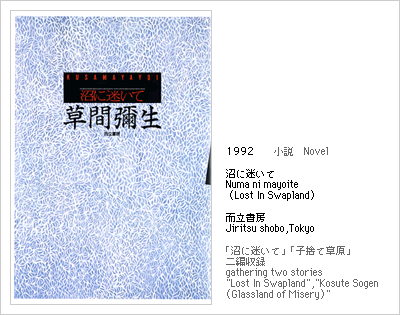 KUSAMAYAYOI
沼に迷いて
草間彌生
而立書房
1992 小説 Novel
沼に迷いて
Numa ni mayoite
(Lost In Swapland)
而立書房
Jiritsu shobo,Tokyo
「沼に迷いて」「子捨て草原」
二編収録
gathering two stories
"Lost In Swapland","Kosute Sogen
(Glassland of Misery)"